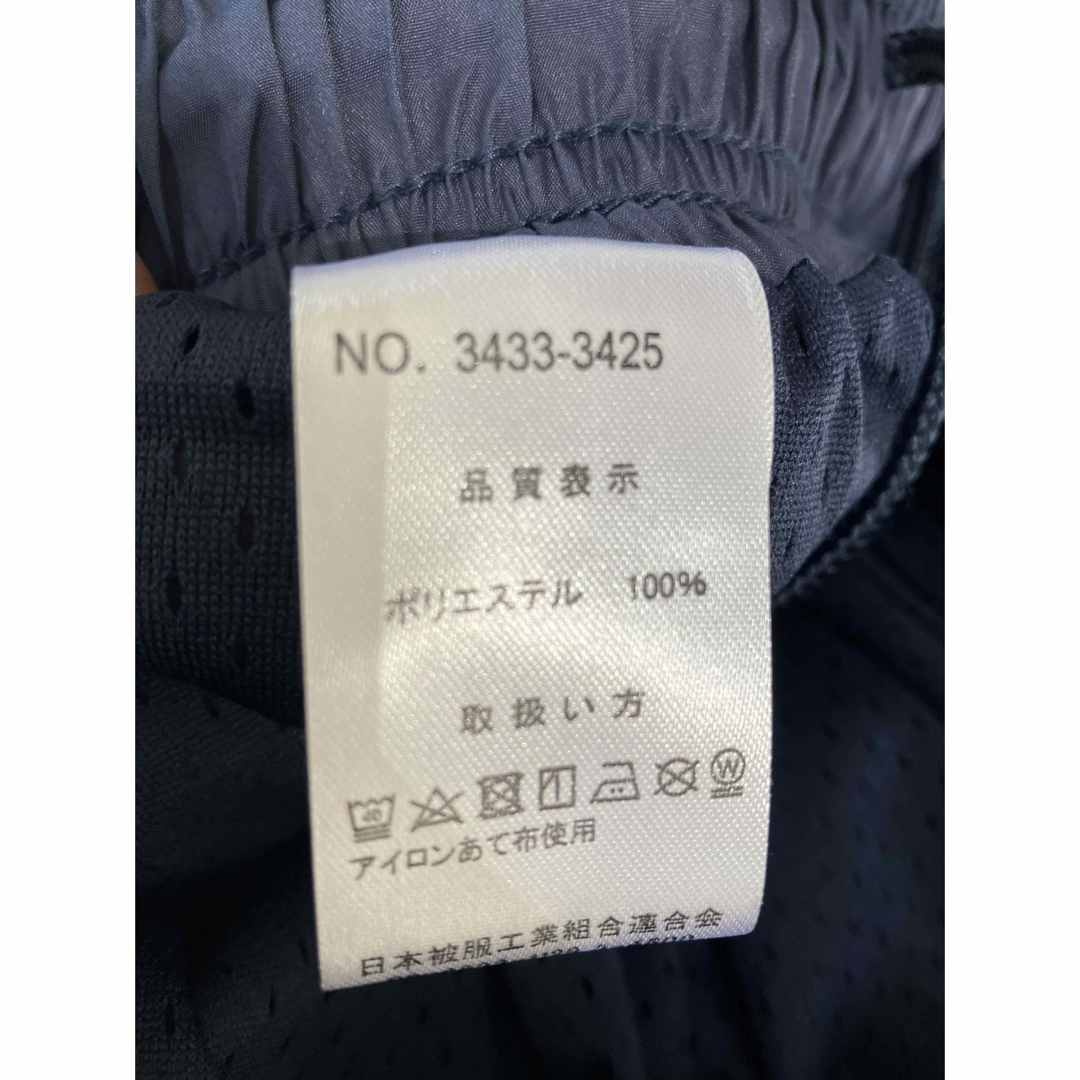 NO. 3433-3425
品質表示
ポリエステル 100%
取扱い方
40 W
アイロンあて布使用
日本被服工業組合連合会